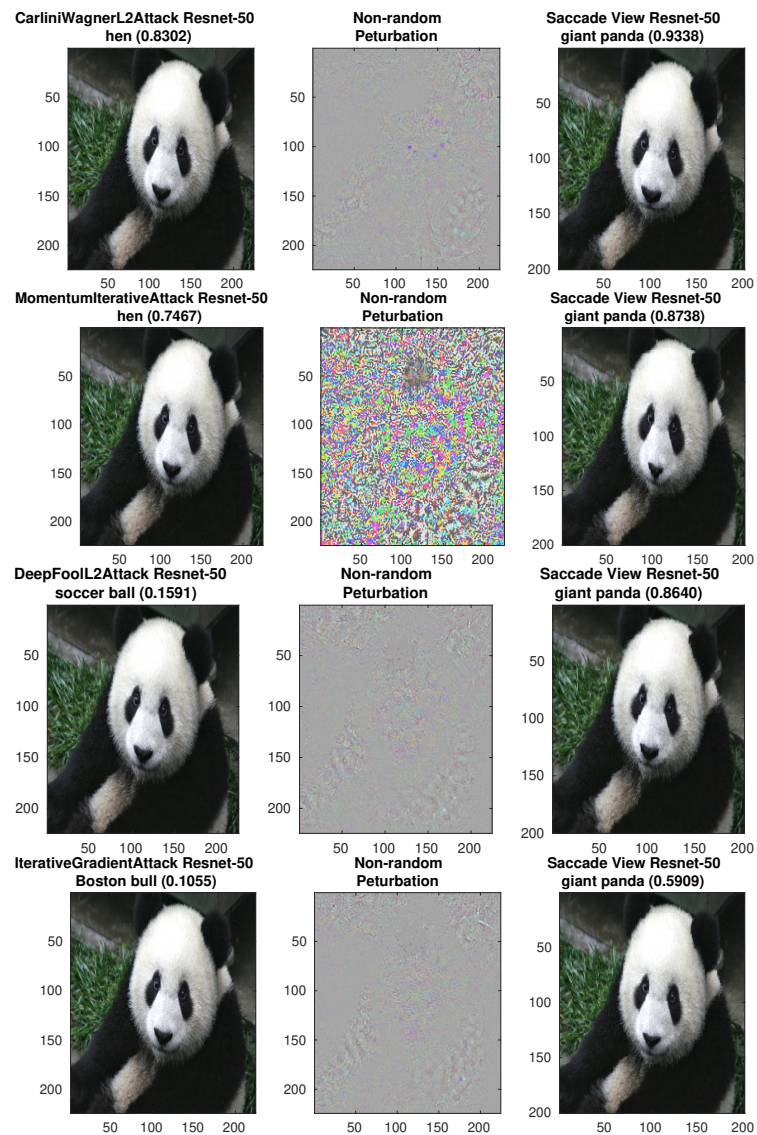 CarliniWagnerL2Attack Resnet-50
hen (0.8302)
Non-random
Peturbation
Saccade View Resnet-50
giant panda (0.9338)
50
100
150
200
50 100 150 200
50
100
150
200
50 100 150 200
50
100
150
200
50 100 150 200
MomentumIterativeAttack Resnet-50
hen (0.7467)
Non-random
Peturbation
Saccade View Resnet-50
giant panda (0.8738)
50
100
150
200
50 100 150 200
50
100
150
200
50 100 150 200
50
100
150
200
50 100 150 200
DeepFoolL2Attack Resnet-50
soccer ball (0.1591)
Non-random
Peturbation
Saccade View Resnet-50
giant panda (0.8640)
50
100
150
200
50 100 150 200
50
100
150
200
50 100 150 200
50
100
150
200
50 100 150 200
IterativeGradientAttack Resnet-50
Boston bull (0.1055)
Non-random
Peturbation
Saccade View Resnet-50
giant panda (0.5909)
50
100
150
200
50 100 150 200
50
100
150
200
50 100 150 200
50
100
150
200
50 100 150 200